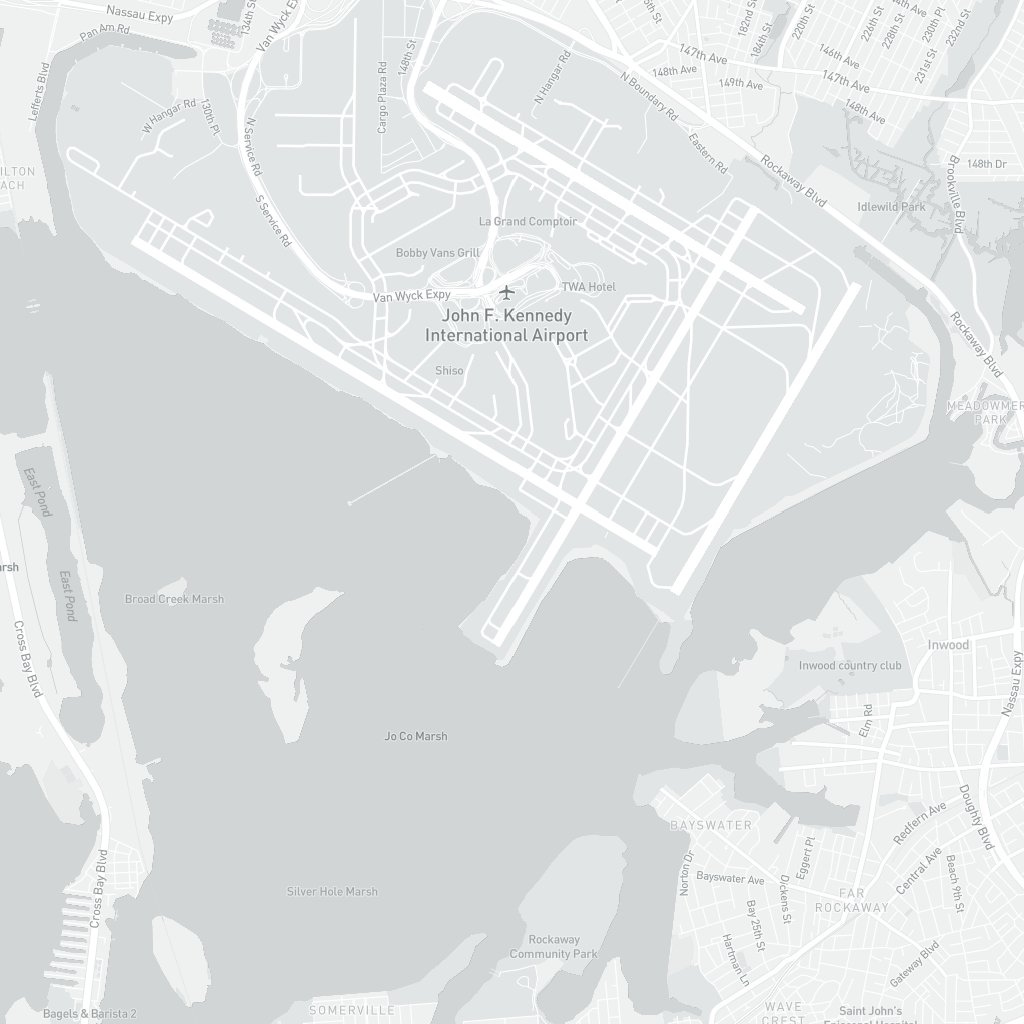 Nassau Expy
Pan Am Rd
134th St
Van Wyck Expy
Lefferts Blvd
W Hangar Rd
130th Pl
N Service Rd
S Service Rd
Cargo Plaza Rd
148th St
N Hangar Rd
N Boundary Rd
Eastern Rd
147th Ave
148th Ave
149th Ave
182nd St
184th St
220th St
226th St
228th St
230th Pl
231st St
232nd St
146th Ave
147th Ave
148th Ave
148th Dr
Rockaway Blvd
Brookville Blvd
Idlewild Park
La Grand Comptoir
Bobby Vans Grill
TWA Hotel
Van Wyck Expy
John F. Kennedy
International Airport
Shiso
Rockaway Blvd
PARK
East Pond
East Pond
Cross Bay Blvd
Broad Creek Marsh
Jo Co Marsh
Inwood
Inwood country club
Elm Rd
Nassau Expy
Doughty Blvd
BAYSWATER
Redfern Ave
Central Ave
Eggert Pl
Norton Dr
Bayswater Ave
Dickens St
Bay 25th St
Beach 9th St
FAR
ROCKAWAY
Hartman Ln
Gateway Blvd
Silver Hole Marsh
Cross Bay Blvd
Rockaway
Community Park
SOMERVILLE
Bagels & Barista 2
WAVE
CREST
Saint John's